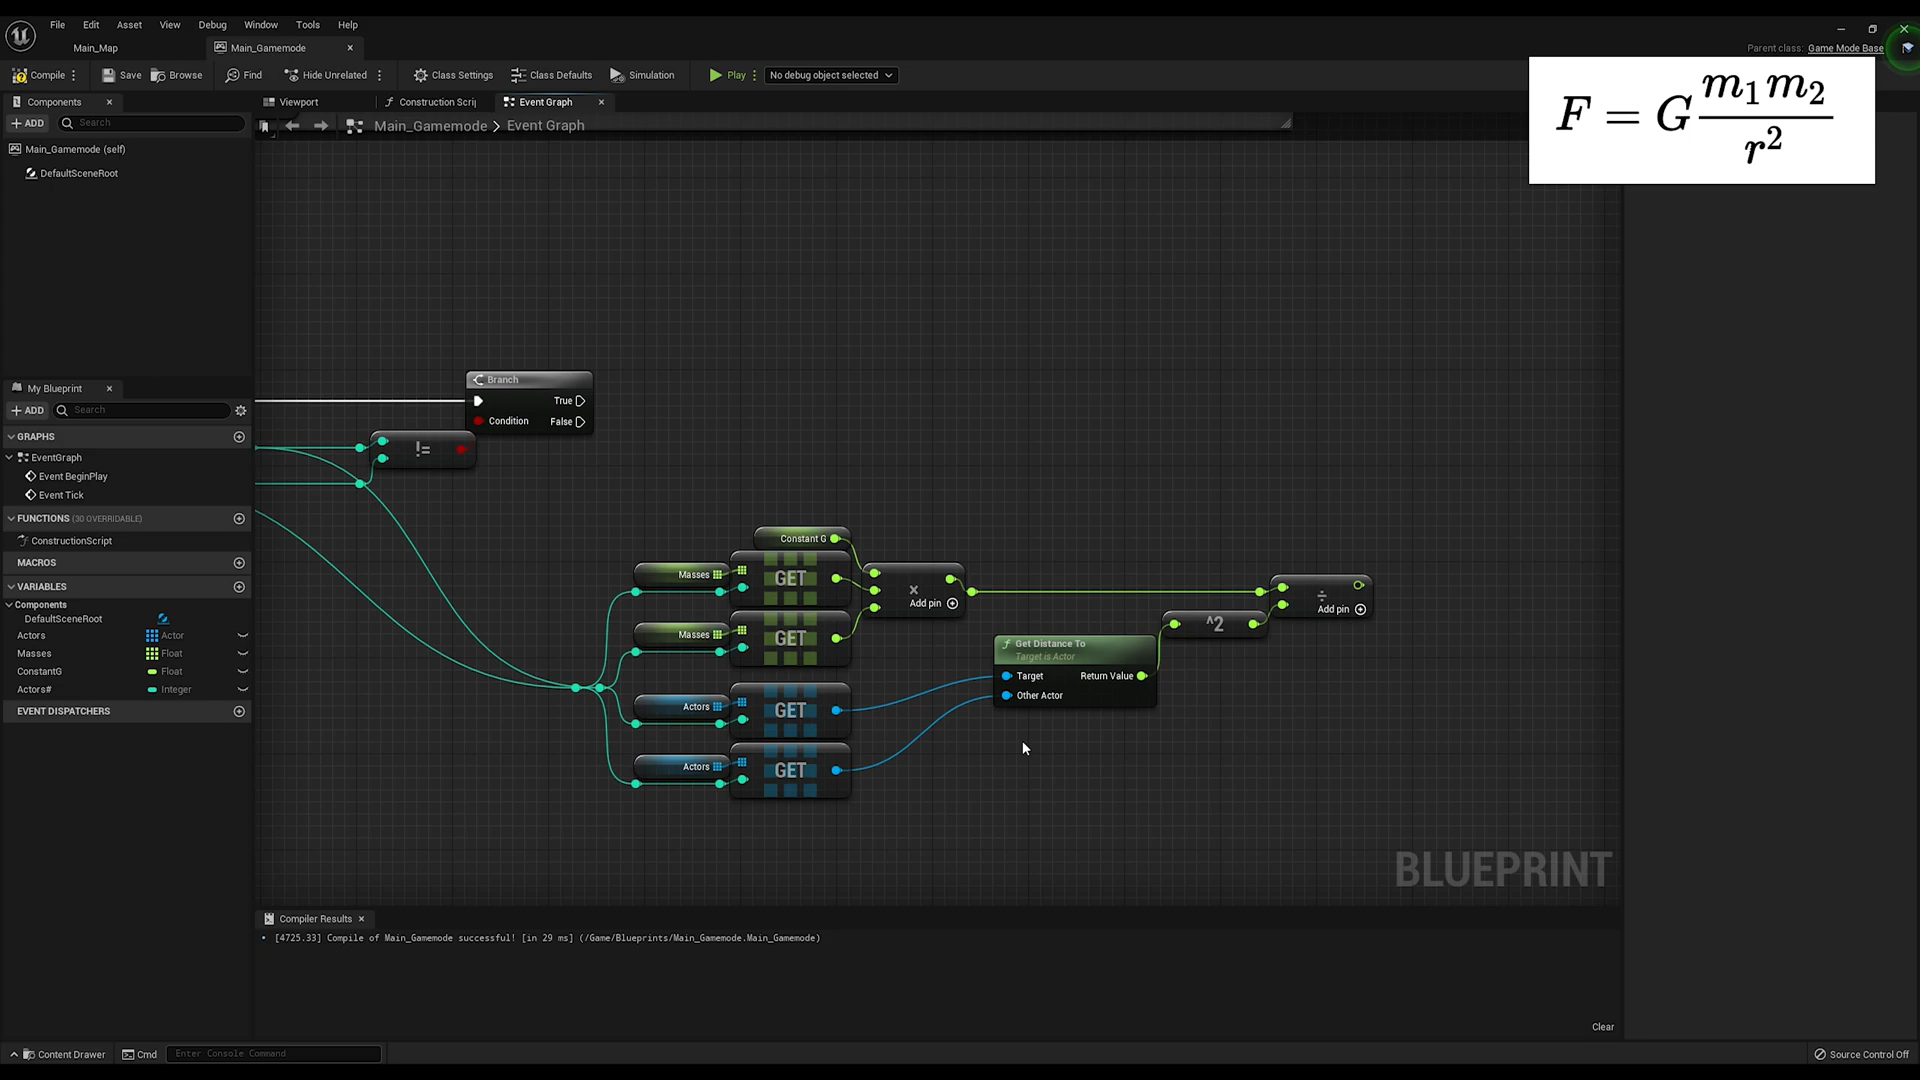 File Edit Asset View Debug Window Tools Help
Main_Map Main_Gamemode
Parent class: Game Mode Base
Compile Save Browse Find Hide Unrelated Class Settings Class Defaults Simulation Play No debug object selected
Components Viewport Construction Scrip Event Graph
ADD Search
Main_Gamemode > Event Graph
F = G m1m2 / r2
Main_Gamemode (self)
DefaultSceneRoot
Branch
True
Condition False
!=
My Blueprint
ADD Search
GRAPHS
EventGraph
Event BeginPlay
Event Tick
FUNCTIONS (30 OVERRIDABLE)
ConstructionScript
MACROS
VARIABLES
Components
DefaultSceneRoot
Actors Actor
Masses Float
ConstantG Float
Actors# Integer
EVENT DISPATCHERS
Constant G
Masses GET
×
Add pin
Masses GET
÷
Add pin
^2
Get Distance To
Target is Actor
Target Return Value
Other Actor
Actors GET
Actors GET
BLUEPRINT
Compiler Results
• [4725.33] Compile of Main_Gamemode successful! [in 29 ms] (/Game/Blueprints/Main_Gamemode.Main_Gamemode)
Clear
Content Drawer Cmd Enter Console Command Source Control Off